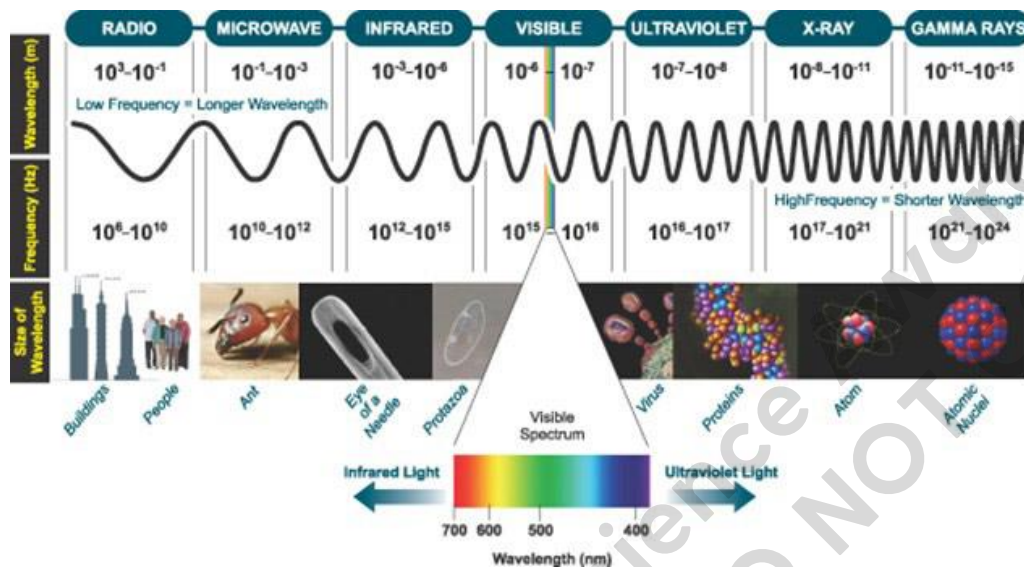 RADIO
MICROWAVE
INFRARED
VISIBLE
ULTRAVIOLET
X-RAY
GAMMA RAYS
Wavelength (m)
10³-10⁻¹
10⁻¹-10⁻³
10⁻³-10⁻⁶
10⁻⁶ - 10⁻⁷
10⁻⁷-10⁻⁸
10⁻⁸-10⁻¹¹
10⁻¹¹-10⁻¹⁵
Low Frequency = Longer Wavelength
Frequency (Hz)
HighFrequency = Shorter Wavelength
10⁶-10¹⁰
10¹⁰-10¹²
10¹²-10¹⁵
10¹⁵ - 10¹⁶
10¹⁶-10¹⁷
10¹⁷-10²¹
10²¹-10²⁴
Size of
Wavelength
Buildings
People
Ant
Eye
of a
Needle
Protazoa
Virus
Proteins
Atom
Atomic
Nuclei
Visible
Spectrum
Infrared Light
Ultraviolet Light
700 600 500 400
Wavelength (nm)